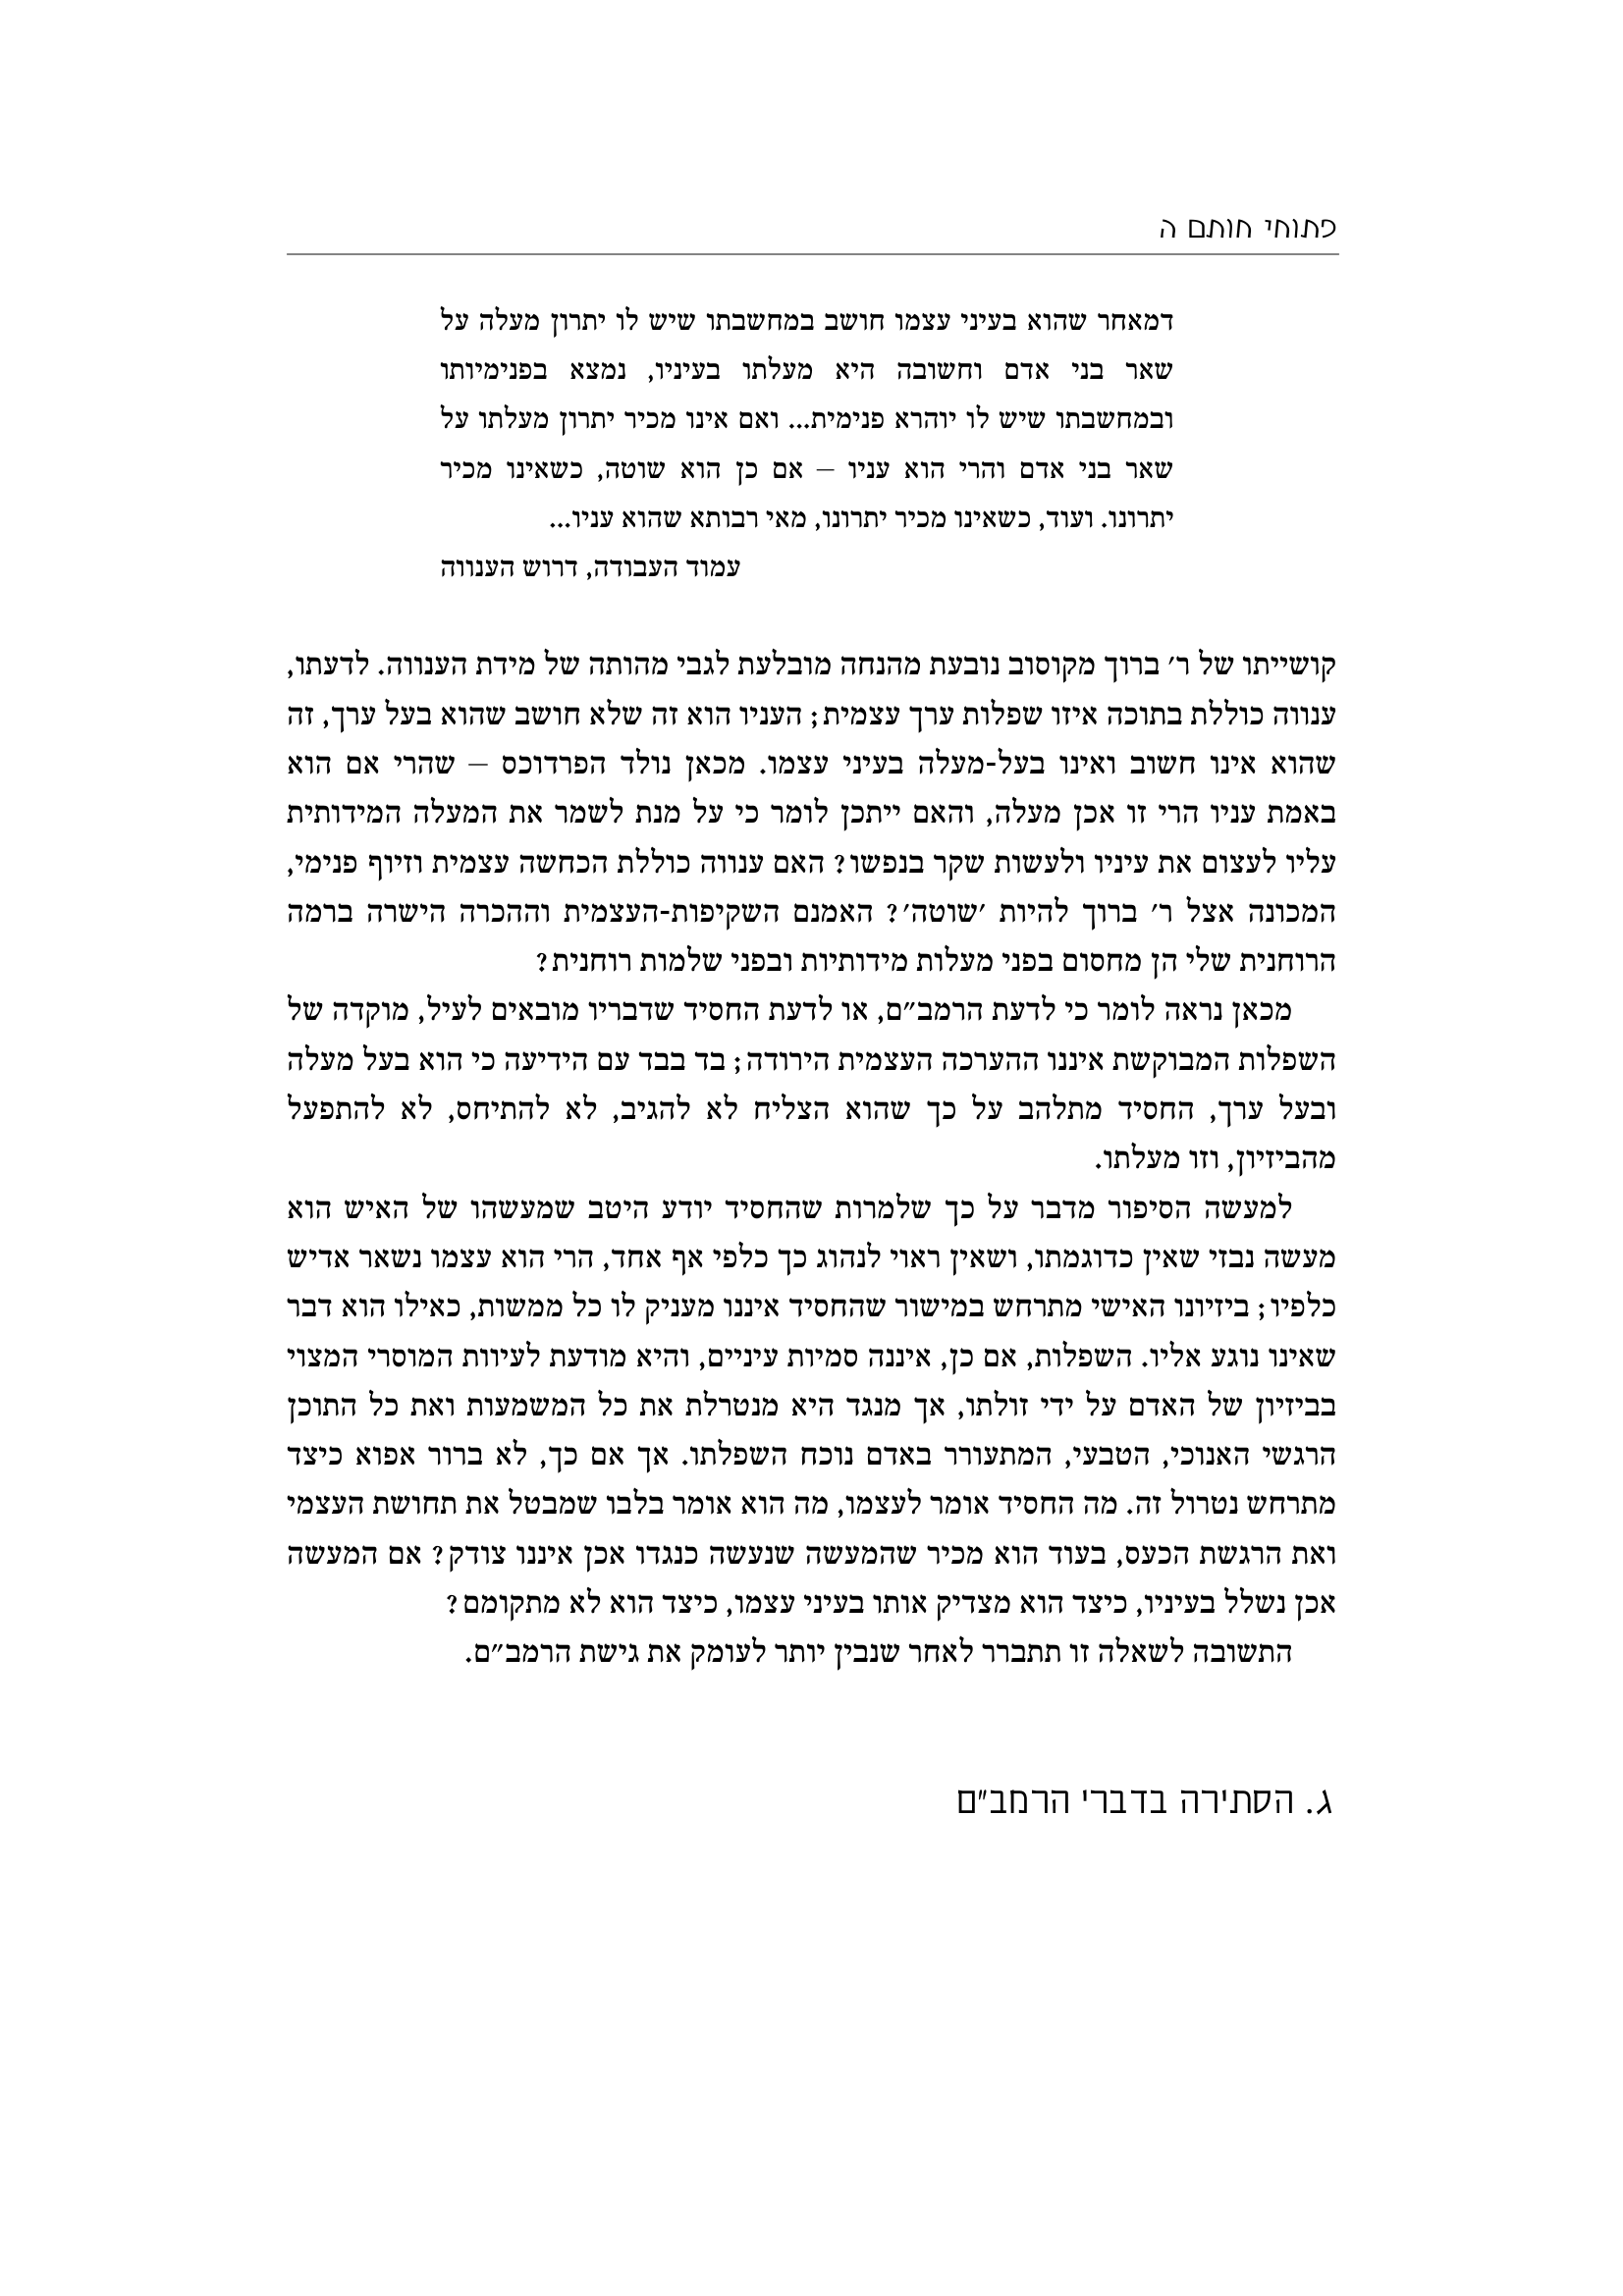 פתוחי חותם ה
דמאחר שהוא בעיני עצמו חושב במחשבתו שיש לו יתרון מעלה על
שאר בני אדם וחשובה היא מעלתו בעיניו, נמצא בפנימיותו
ובמחשבתו שיש לו יוהרא פנימית... ואם אינו מכיר יתרון מעלתו על
שאר בני אדם והרי הוא עניו – אם כן הוא שוטה, כשאינו מכיר
יתרונו. ועוד, כשאינו מכיר יתרונו, מאי רבותא שהוא עניו...
עמוד העבודה, דרוש הענווה
קושייתו של ר׳ ברוך מקוסוב נובעת מהנחה מובלעת לגבי מהותה של מידת הענווה. לדעתו,
ענווה כוללת בתוכה איזו שפלות ערך עצמית; העניו הוא זה שלא חושב שהוא בעל ערך, זה
שהוא אינו חשוב ואינו בעל-מעלה בעיני עצמו. מכאן נולד הפרדוכס – שהרי אם הוא
באמת עניו הרי זו אכן מעלה, והאם ייתכן לומר כי על מנת לשמר את המעלה המידותית
עליו לעצום את עיניו ולעשות שקר בנפשו? האם ענווה כוללת הכחשה עצמית וזיוף פנימי,
המכונה אצל ר׳ ברוך להיות ׳שוטה׳? האמנם השקיפות-העצמית וההכרה הישרה ברמה
הרוחנית שלי הן מחסום בפני מעלות מידותיות ובפני שלמות רוחנית?
מכאן נראה לומר כי לדעת הרמב״ם, או לדעת החסיד שדבריו מובאים לעיל, מוקדה של
השפלות המבוקשת איננו ההערכה העצמית הירודה; בד בבד עם הידיעה כי הוא בעל מעלה
ובעל ערך, החסיד מתלהב על כך שהוא הצליח לא להגיב, לא להתיחס, לא להתפעל
מהביזיון, וזו מעלתו.
למעשה הסיפור מדבר על כך שלמרות שהחסיד יודע היטב שמעשהו של האיש הוא
מעשה נבזי שאין כדוגמתו, ושאין ראוי לנהוג כך כלפי אף אחד, הרי הוא עצמו נשאר אדיש
כלפיו; ביזיונו האישי מתרחש במישור שהחסיד איננו מעניק לו כל ממשות, כאילו הוא דבר
שאינו נוגע אליו. השפלות, אם כן, איננה סמיות עיניים, והיא מודעת לעיוות המוסרי המצוי
בביזיון של האדם על ידי זולתו, אך מנגד היא מנטרלת את כל המשמעות ואת כל התוכן
הרגשי האנוכי, הטבעי, המתעורר באדם נוכח השפלתו. אך אם כך, לא ברור אפוא כיצד
מתרחש נטרול זה. מה החסיד אומר לעצמו, מה הוא אומר בלבו שמבטל את תחושת העצמי
ואת הרגשת הכעס, בעוד הוא מכיר שהמעשה שנעשה כנגדו אכן איננו צודק? אם המעשה
אכן נשלל בעיניו, כיצד הוא מצדיק אותו בעיני עצמו, כיצד הוא לא מתקומם?
התשובה לשאלה זו תתברר לאחר שנבין יותר לעומק את גישת הרמב״ם.
ג. הסתירה בדברי הרמב״ם